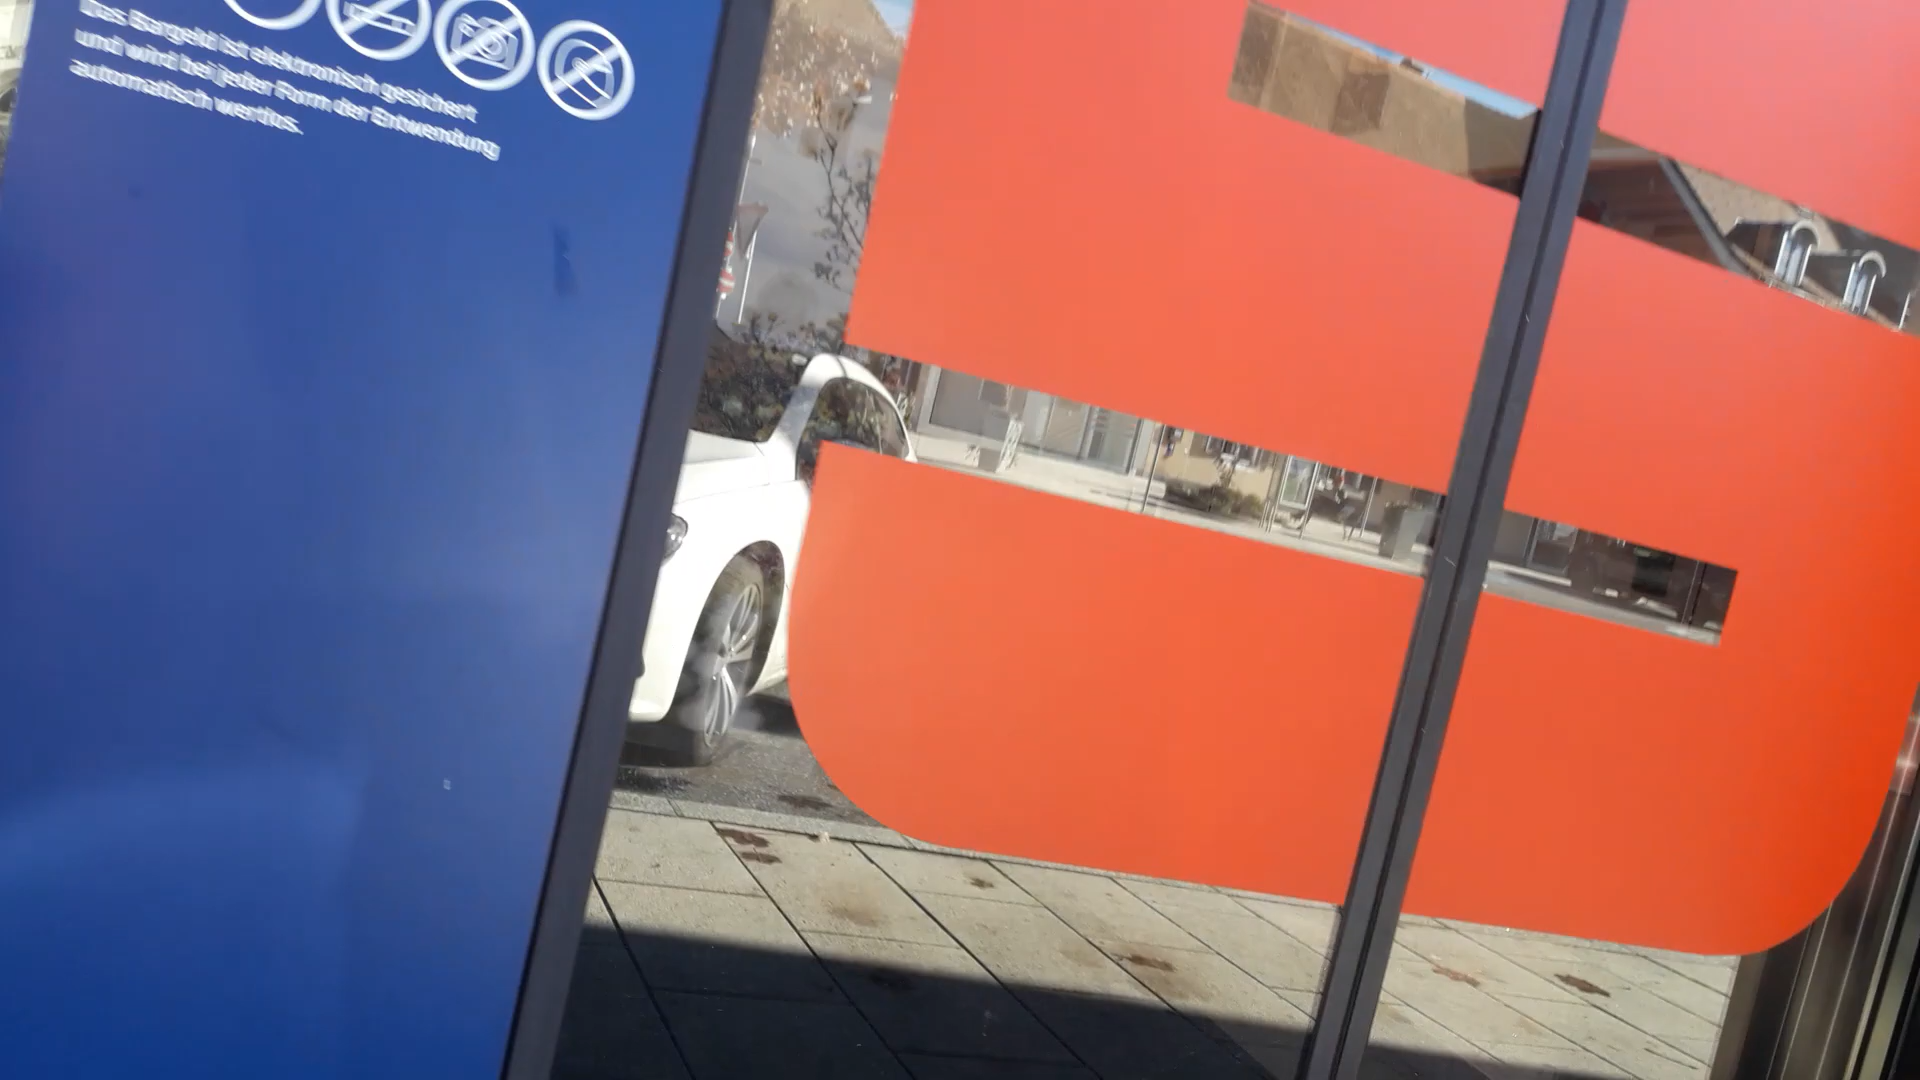 Das Bargeld ist elektronisch gesichert
und wird bei jeder Form der Entwendung
automatisch wertlos.